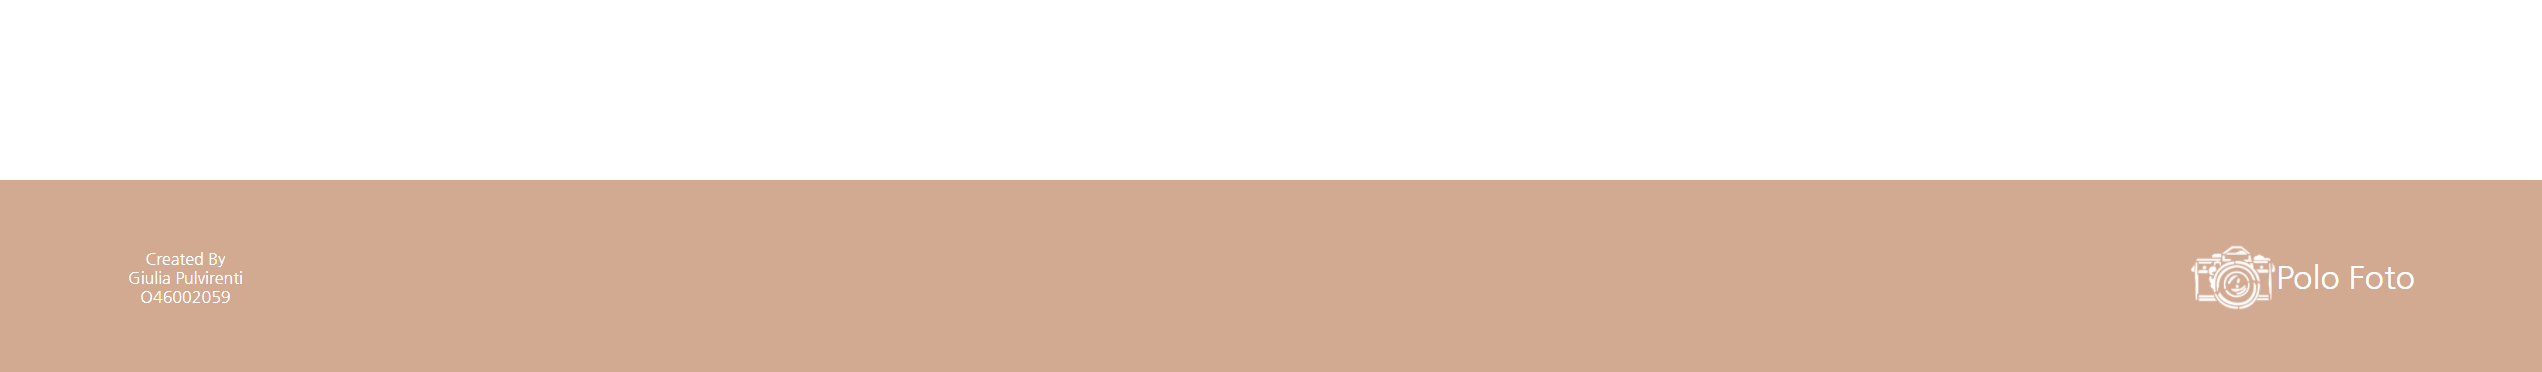 Created By
Giulia Pulvirenti
O46002059
Polo Foto